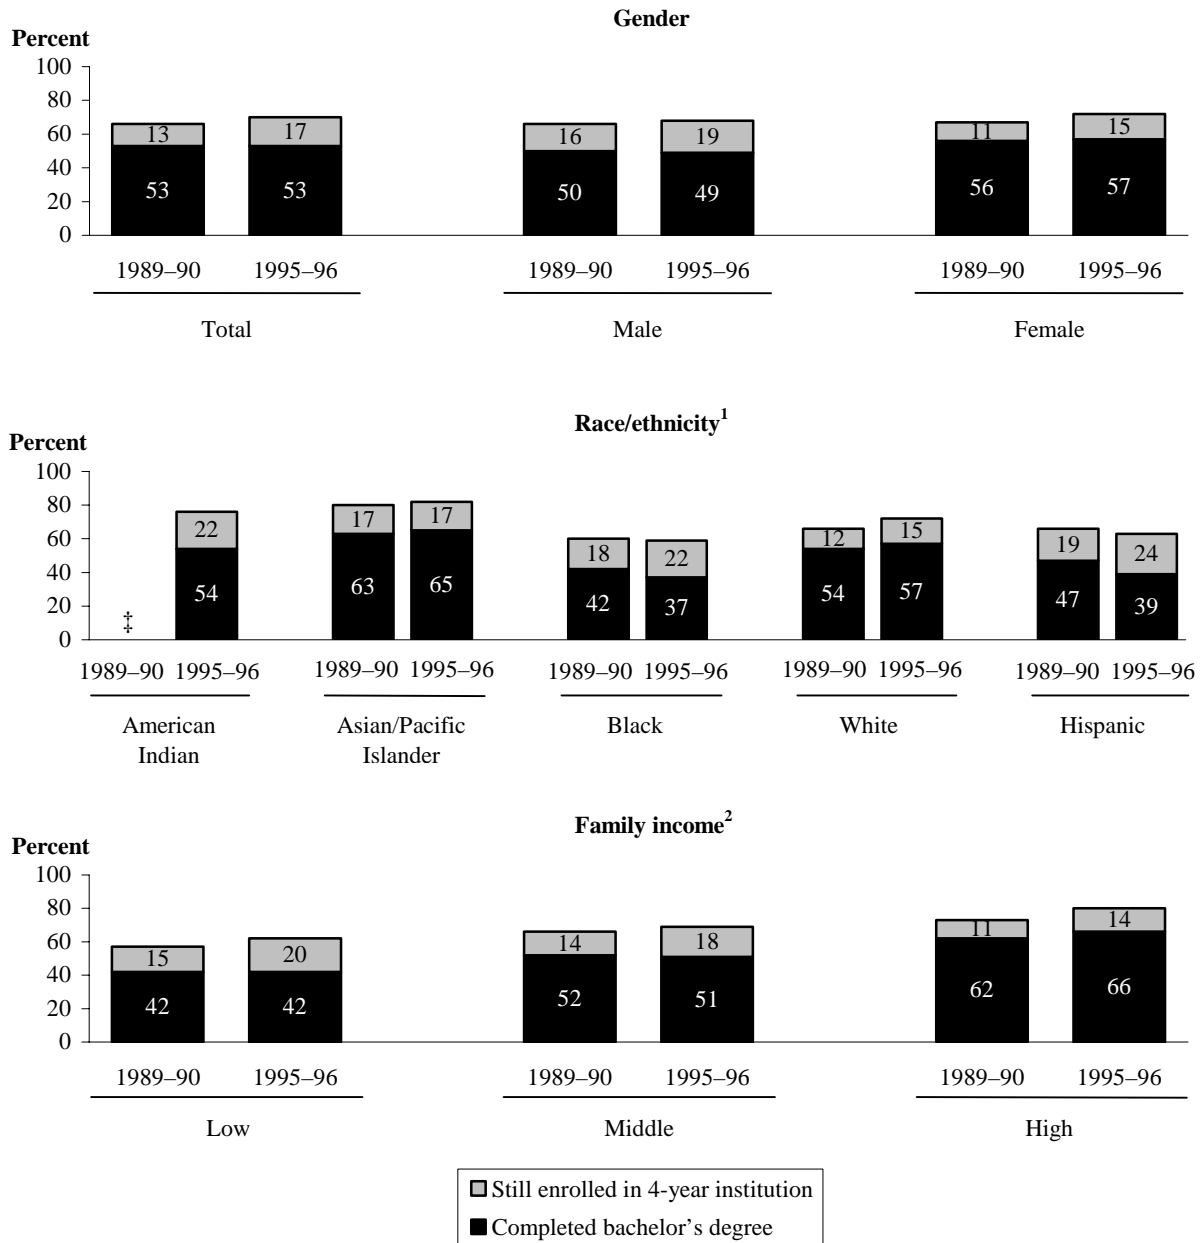 Gender
Percent
100
80
60
40
20
0
13 17 16 19 11 15
53 53 50 49 56 57
1989–90 1995–96 1989–90 1995–96 1989–90 1995–96
Total Male Female
Race/ethnicity1
Percent
100
80
60
40
20
0
22 17 17 18 22 12 15 19 24
‡ 54 63 65 42 37 54 57 47 39
1989–90 1995–96 1989–90 1995–96 1989–90 1995–96 1989–90 1995–96 1989–90 1995–96
American Asian/Pacific Black White Hispanic
Indian Islander
Family income2
Percent
100
80
60
40
20
0
15 20 14 18 11 14
42 42 52 51 62 66
1989–90 1995–96 1989–90 1995–96 1989–90 1995–96
Low Middle High
Still enrolled in 4-year institution
Completed bachelor's degree